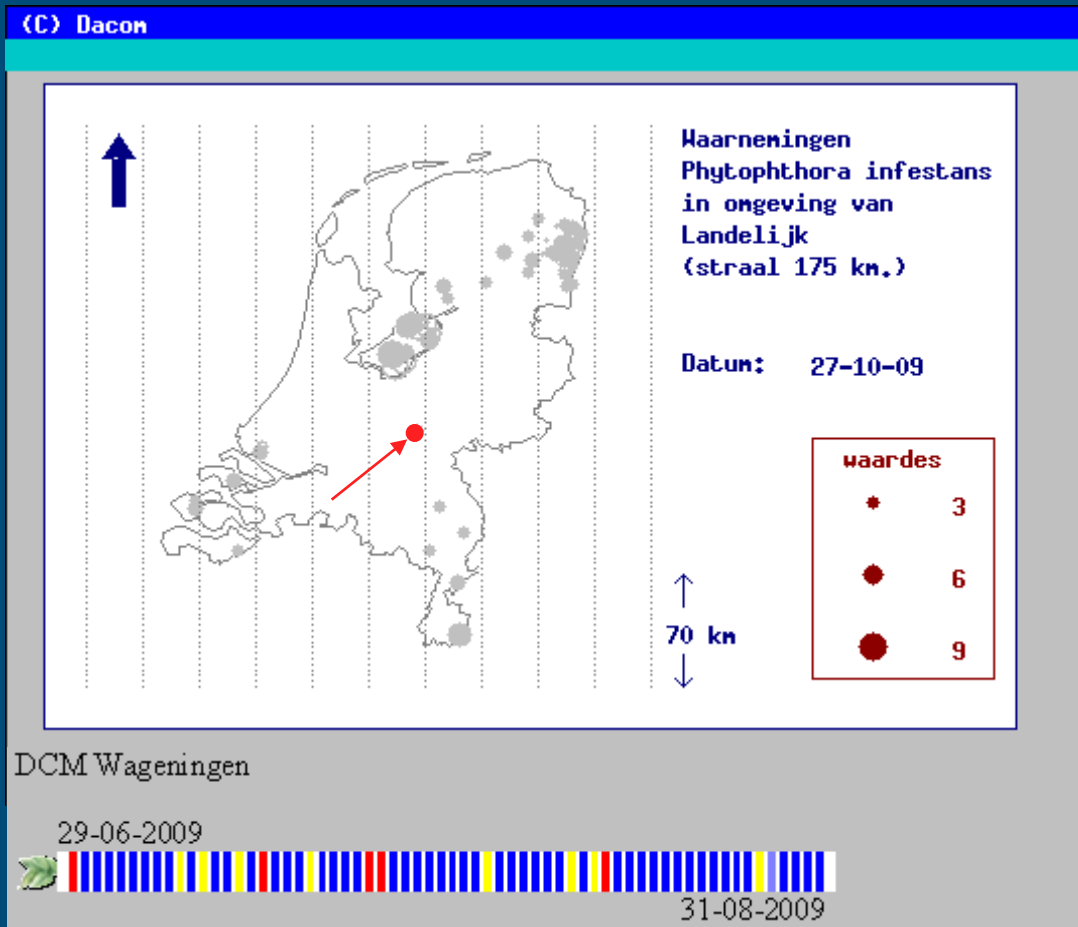 (C) Dacom
Waarnemingen
Phytophthora infestans
in omgeving van
Landelijk
(straal 175 km.)
Datum: 27-10-09
waardes
3
6
9
70 km
DCM Wageningen
29-06-2009
31-08-2009